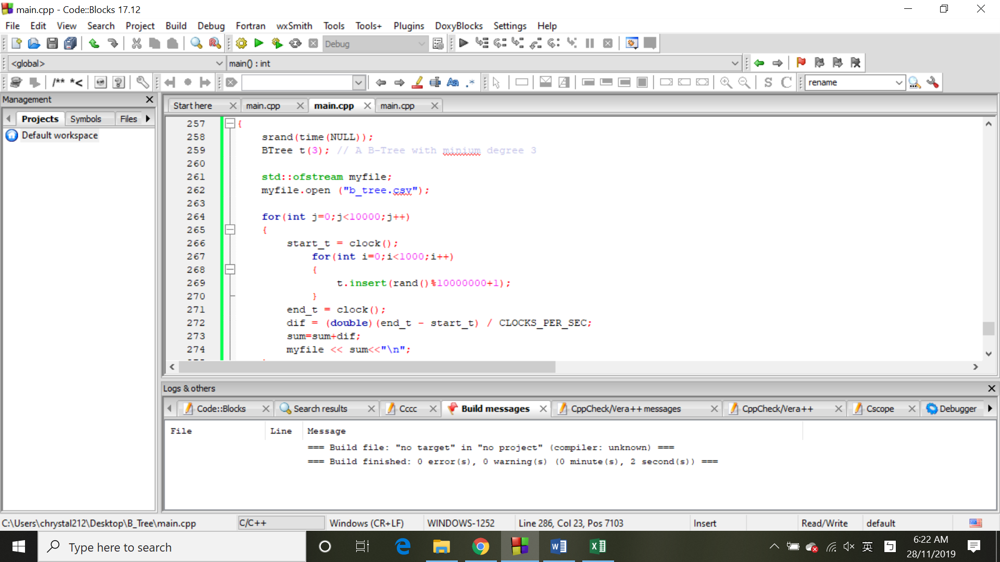 main.cpp - Code::Blocks 17.12
File Edit View Search Project Build Debug Fortran wxSmith Tools Tools+ Plugins DoxyBlocks Settings Help
Debug
<global> main() : int
/** *< Aa .* S C rename
Management
Projects Symbols Files
Default workspace
Start here main.cpp main.cpp main.cpp
257 {
258 srand(time(NULL));
259 BTree t(3); // A B-Tree with minium degree 3
260
261 std::ofstream myfile;
262 myfile.open ("b_tree.csv");
263
264 for(int j=0;j<10000;j++)
265 {
266 start_t = clock();
267 for(int i=0;i<1000;i++)
268 {
269 t.insert(rand()%10000000+1);
270 }
271 end_t = clock();
272 dif = (double)(end_t - start_t) / CLOCKS_PER_SEC;
273 sum=sum+dif;
274 myfile << sum<<"\n";
Logs & others
Code::Blocks Search results Cccc Build messages CppCheck/Vera++ messages CppCheck/Vera++ Cscope Debugger
File Line Message
=== Build file: "no target" in "no project" (compiler: unknown) ===
=== Build finished: 0 error(s), 0 warning(s) (0 minute(s), 2 second(s)) ===
C:\Users\chrystal212\Desktop\B_Tree\main.cpp C/C++ Windows (CR+LF) WINDOWS-1252 Line 286, Col 23, Pos 7103 Insert Read/Write default
Type here to search
英
6:22 AM
28/11/2019